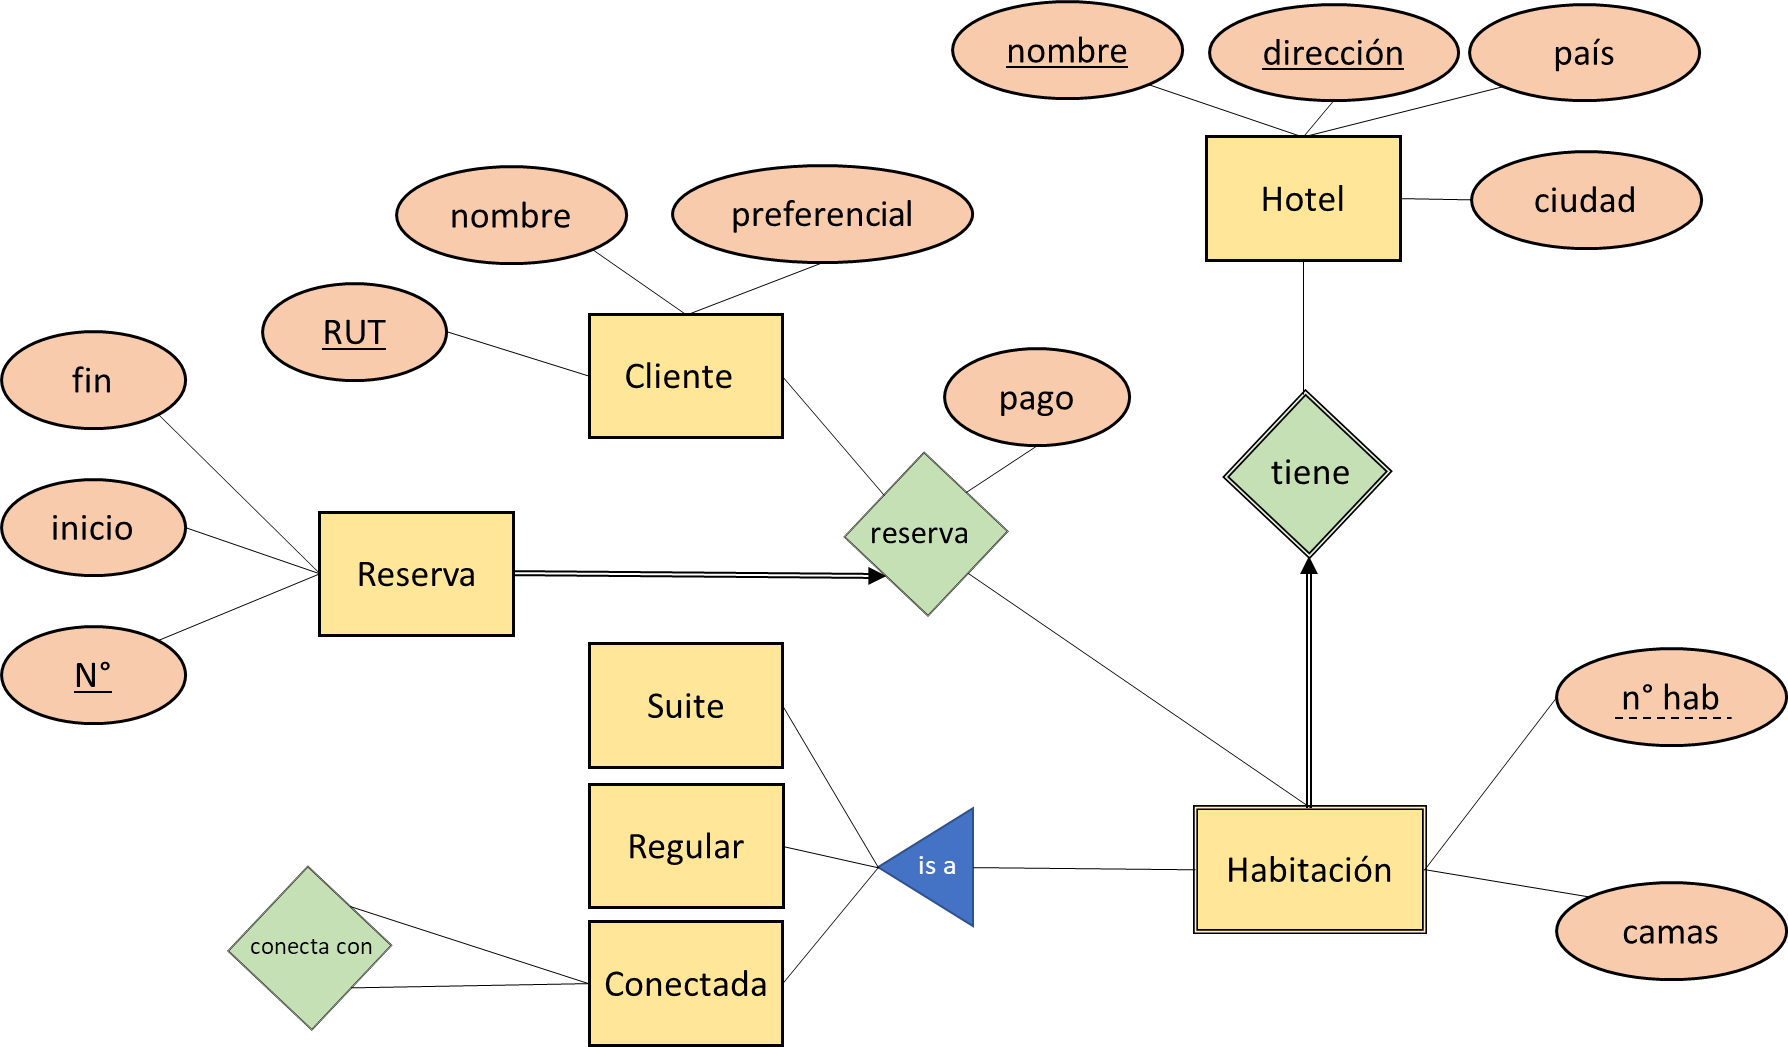 nombre
dirección
país
Hotel
ciudad
nombre
preferencial
RUT
Cliente
fin
pago
inicio
tiene
reserva
Reserva
N°
Suite
n° hab
Regular
is a
Habitación
camas
conecta con
Conectada